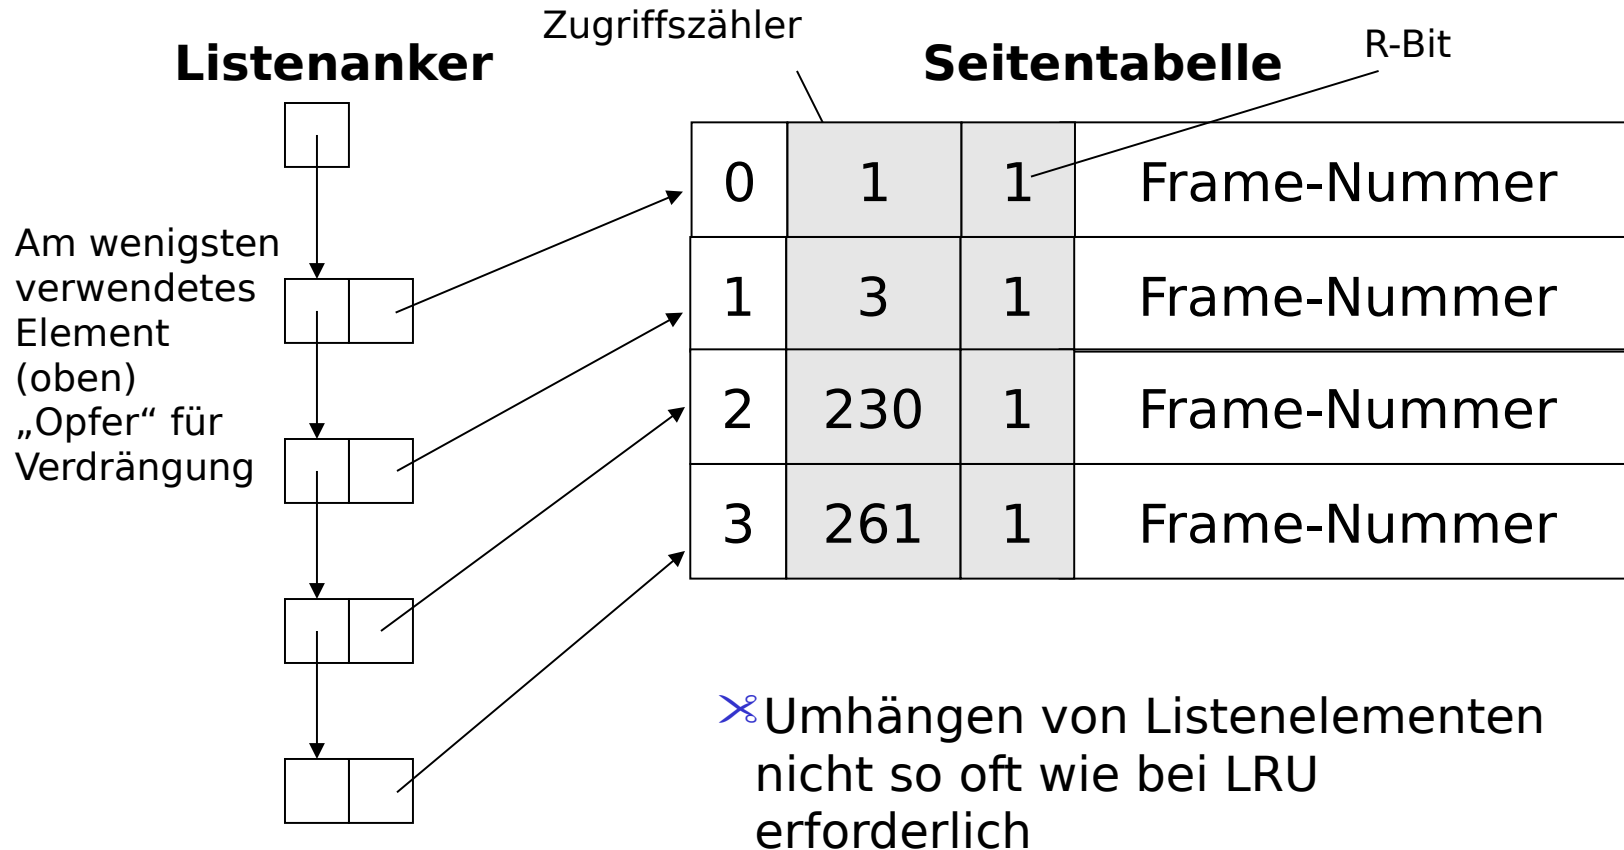 Zugriffszähler
Listenanker
Seitentabelle
R-Bit
Am wenigsten
verwendetes
Element
(oben)
„Opfer“ für
Verdrängung
0 1 1 Frame-Nummer
1 3 1 Frame-Nummer
2 230 1 Frame-Nummer
3 261 1 Frame-Nummer
Umhängen von Listenelementen
nicht so oft wie bei LRU
erforderlich